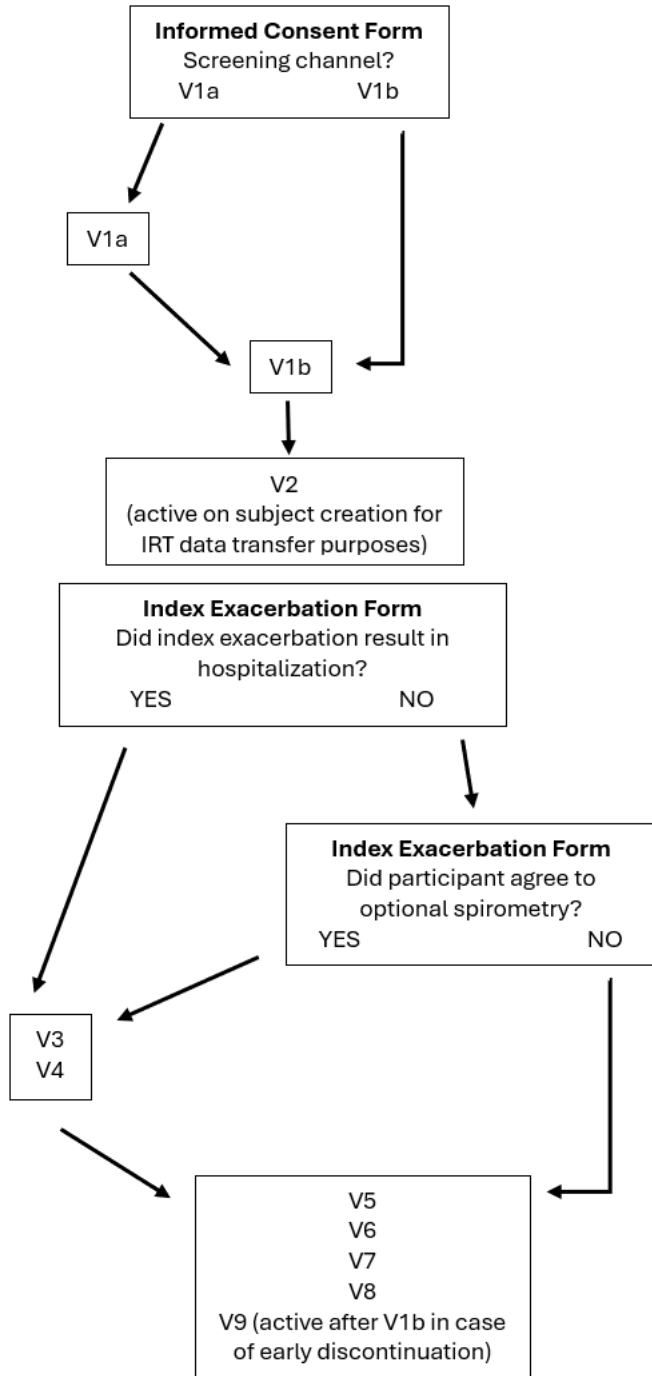 Informed Consent Form
Screening channel?
V1a V1b
V1a
V1b
V2
(active on subject creation for
IRT data transfer purposes)
Index Exacerbation Form
Did index exacerbation result in
hospitalization?
YES NO
Index Exacerbation Form
Did participant agree to
optional spirometry?
YES NO
V3
V4
V5
V6
V7
V8
V9 (active after V1b in case
of early discontinuation)